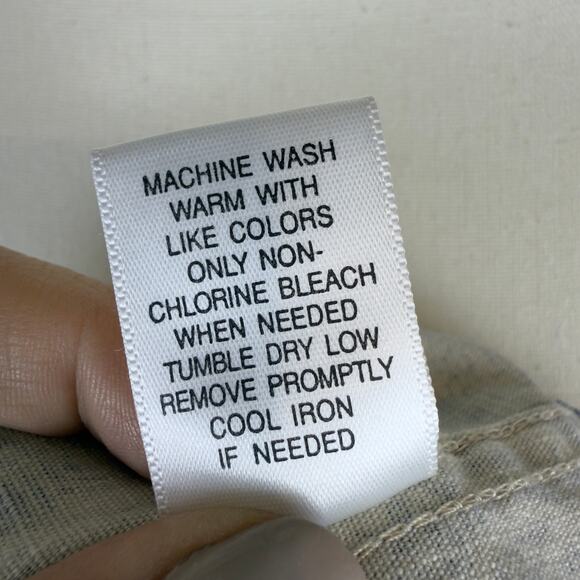 MACHINE WASH
WARM WITH
LIKE COLORS
ONLY NON-
CHLORINE BLEACH
WHEN NEEDED
TUMBLE DRY LOW
REMOVE PROMPTLY
COOL IRON
IF NEEDED